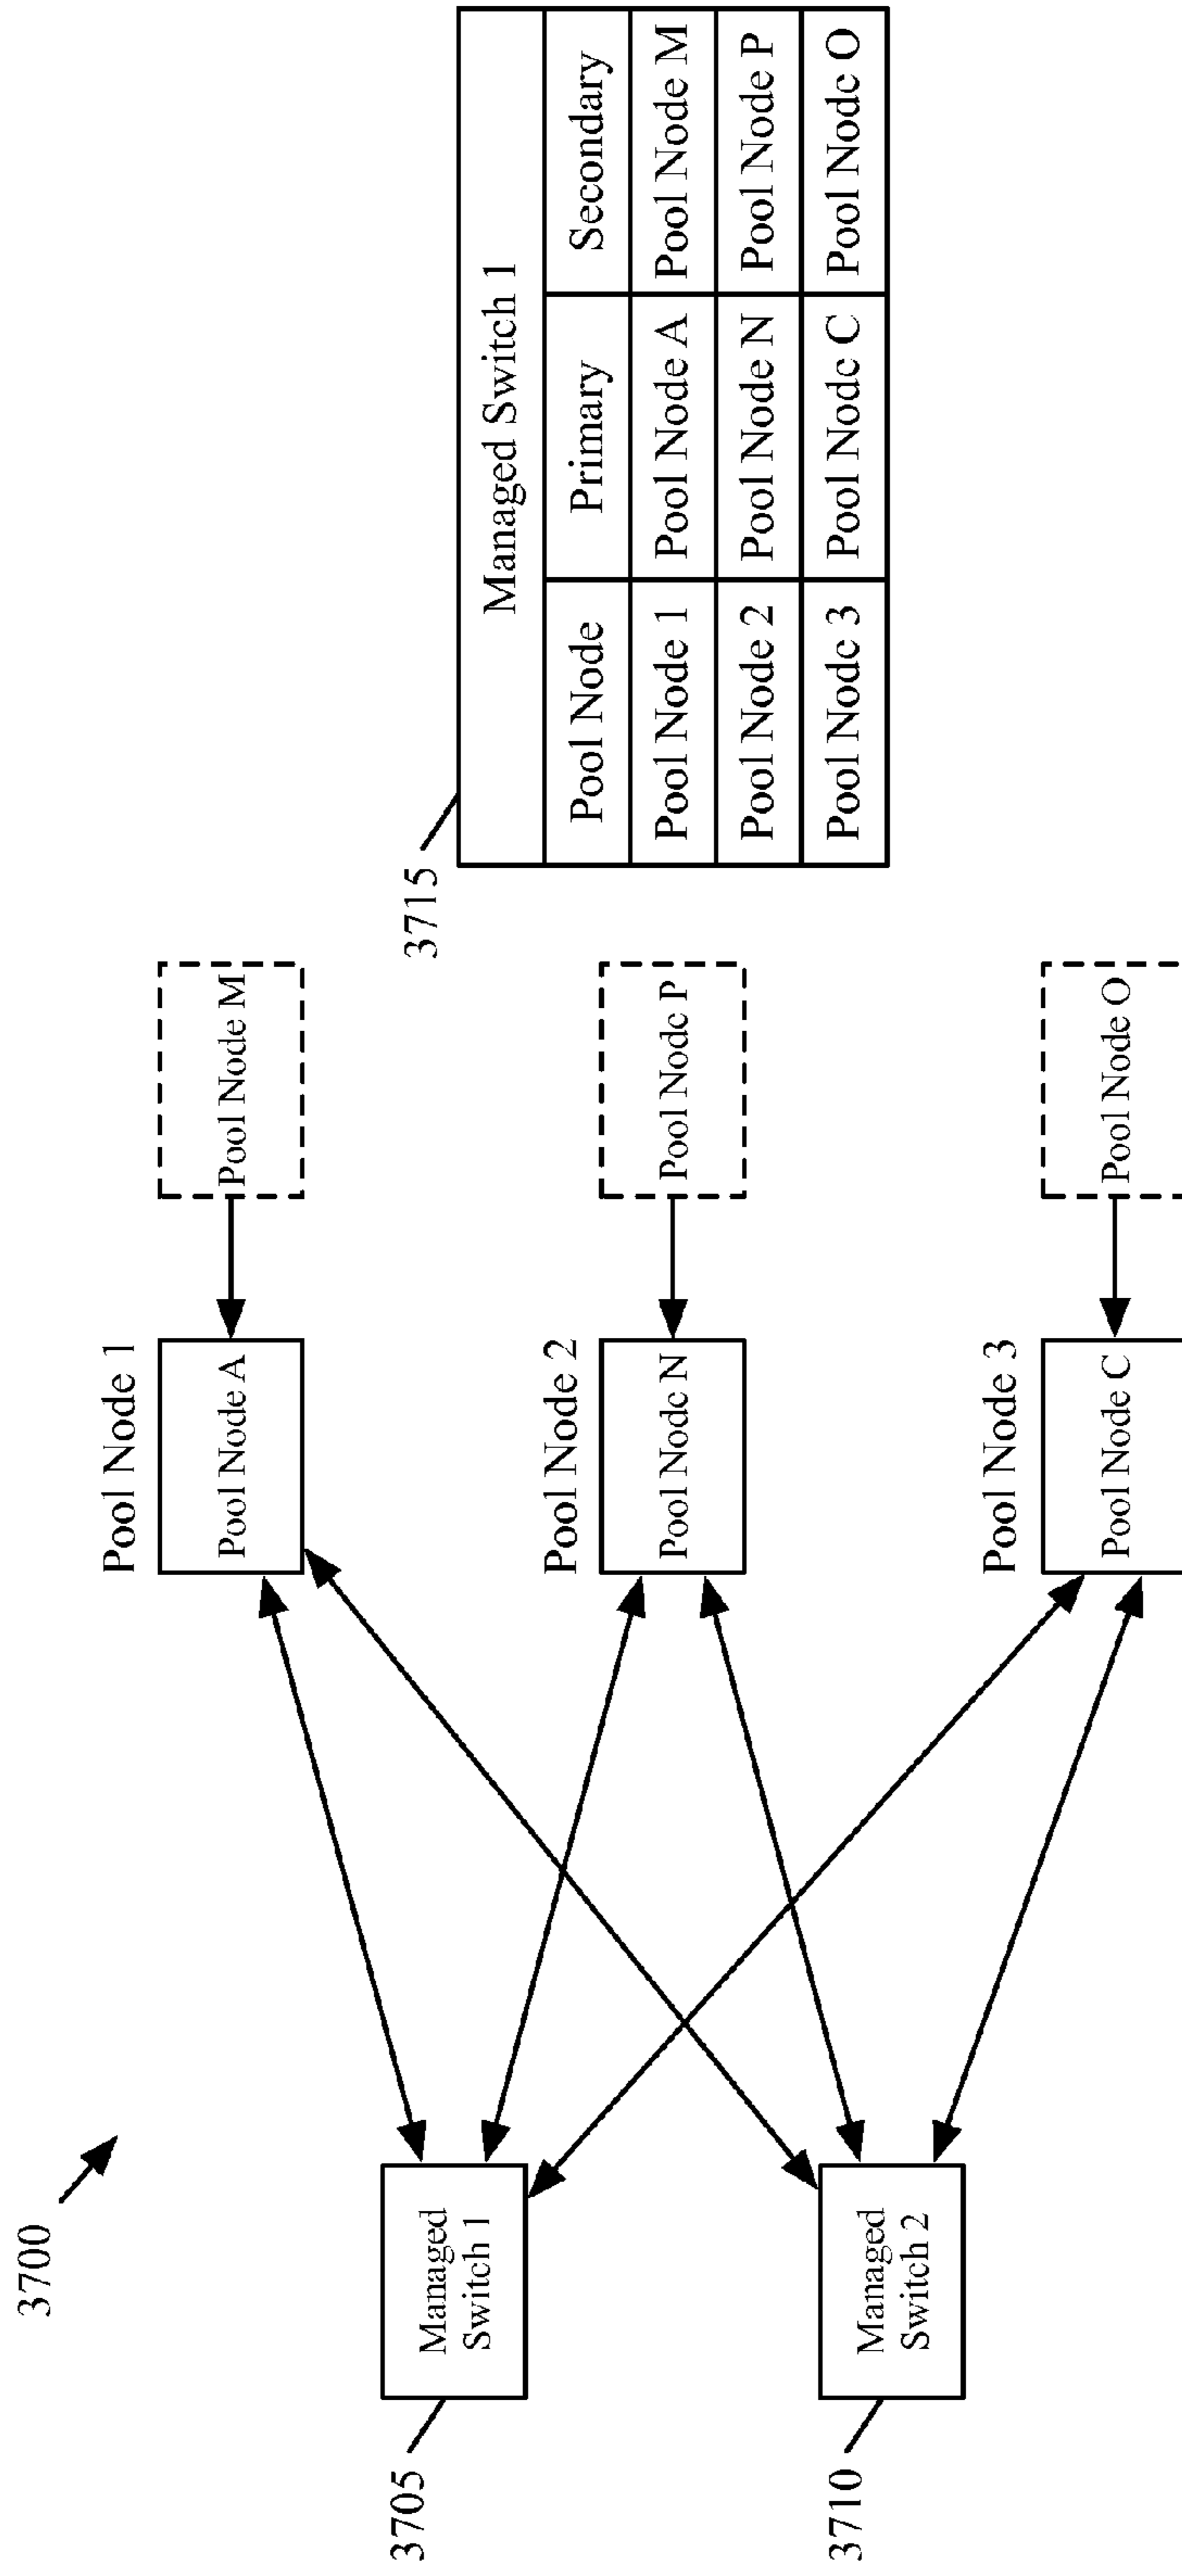 3700
3705
Managed
Switch 1
3710
Managed
Switch 2
Pool Node 1
Pool Node A
Pool Node M
Pool Node 2
Pool Node N
Pool Node P
Pool Node 3
Pool Node C
Pool Node O
3715
Managed Switch 1
Pool Node Primary Secondary
Pool Node 1 Pool Node A Pool Node M
Pool Node 2 Pool Node N Pool Node P
Pool Node 3 Pool Node C Pool Node O